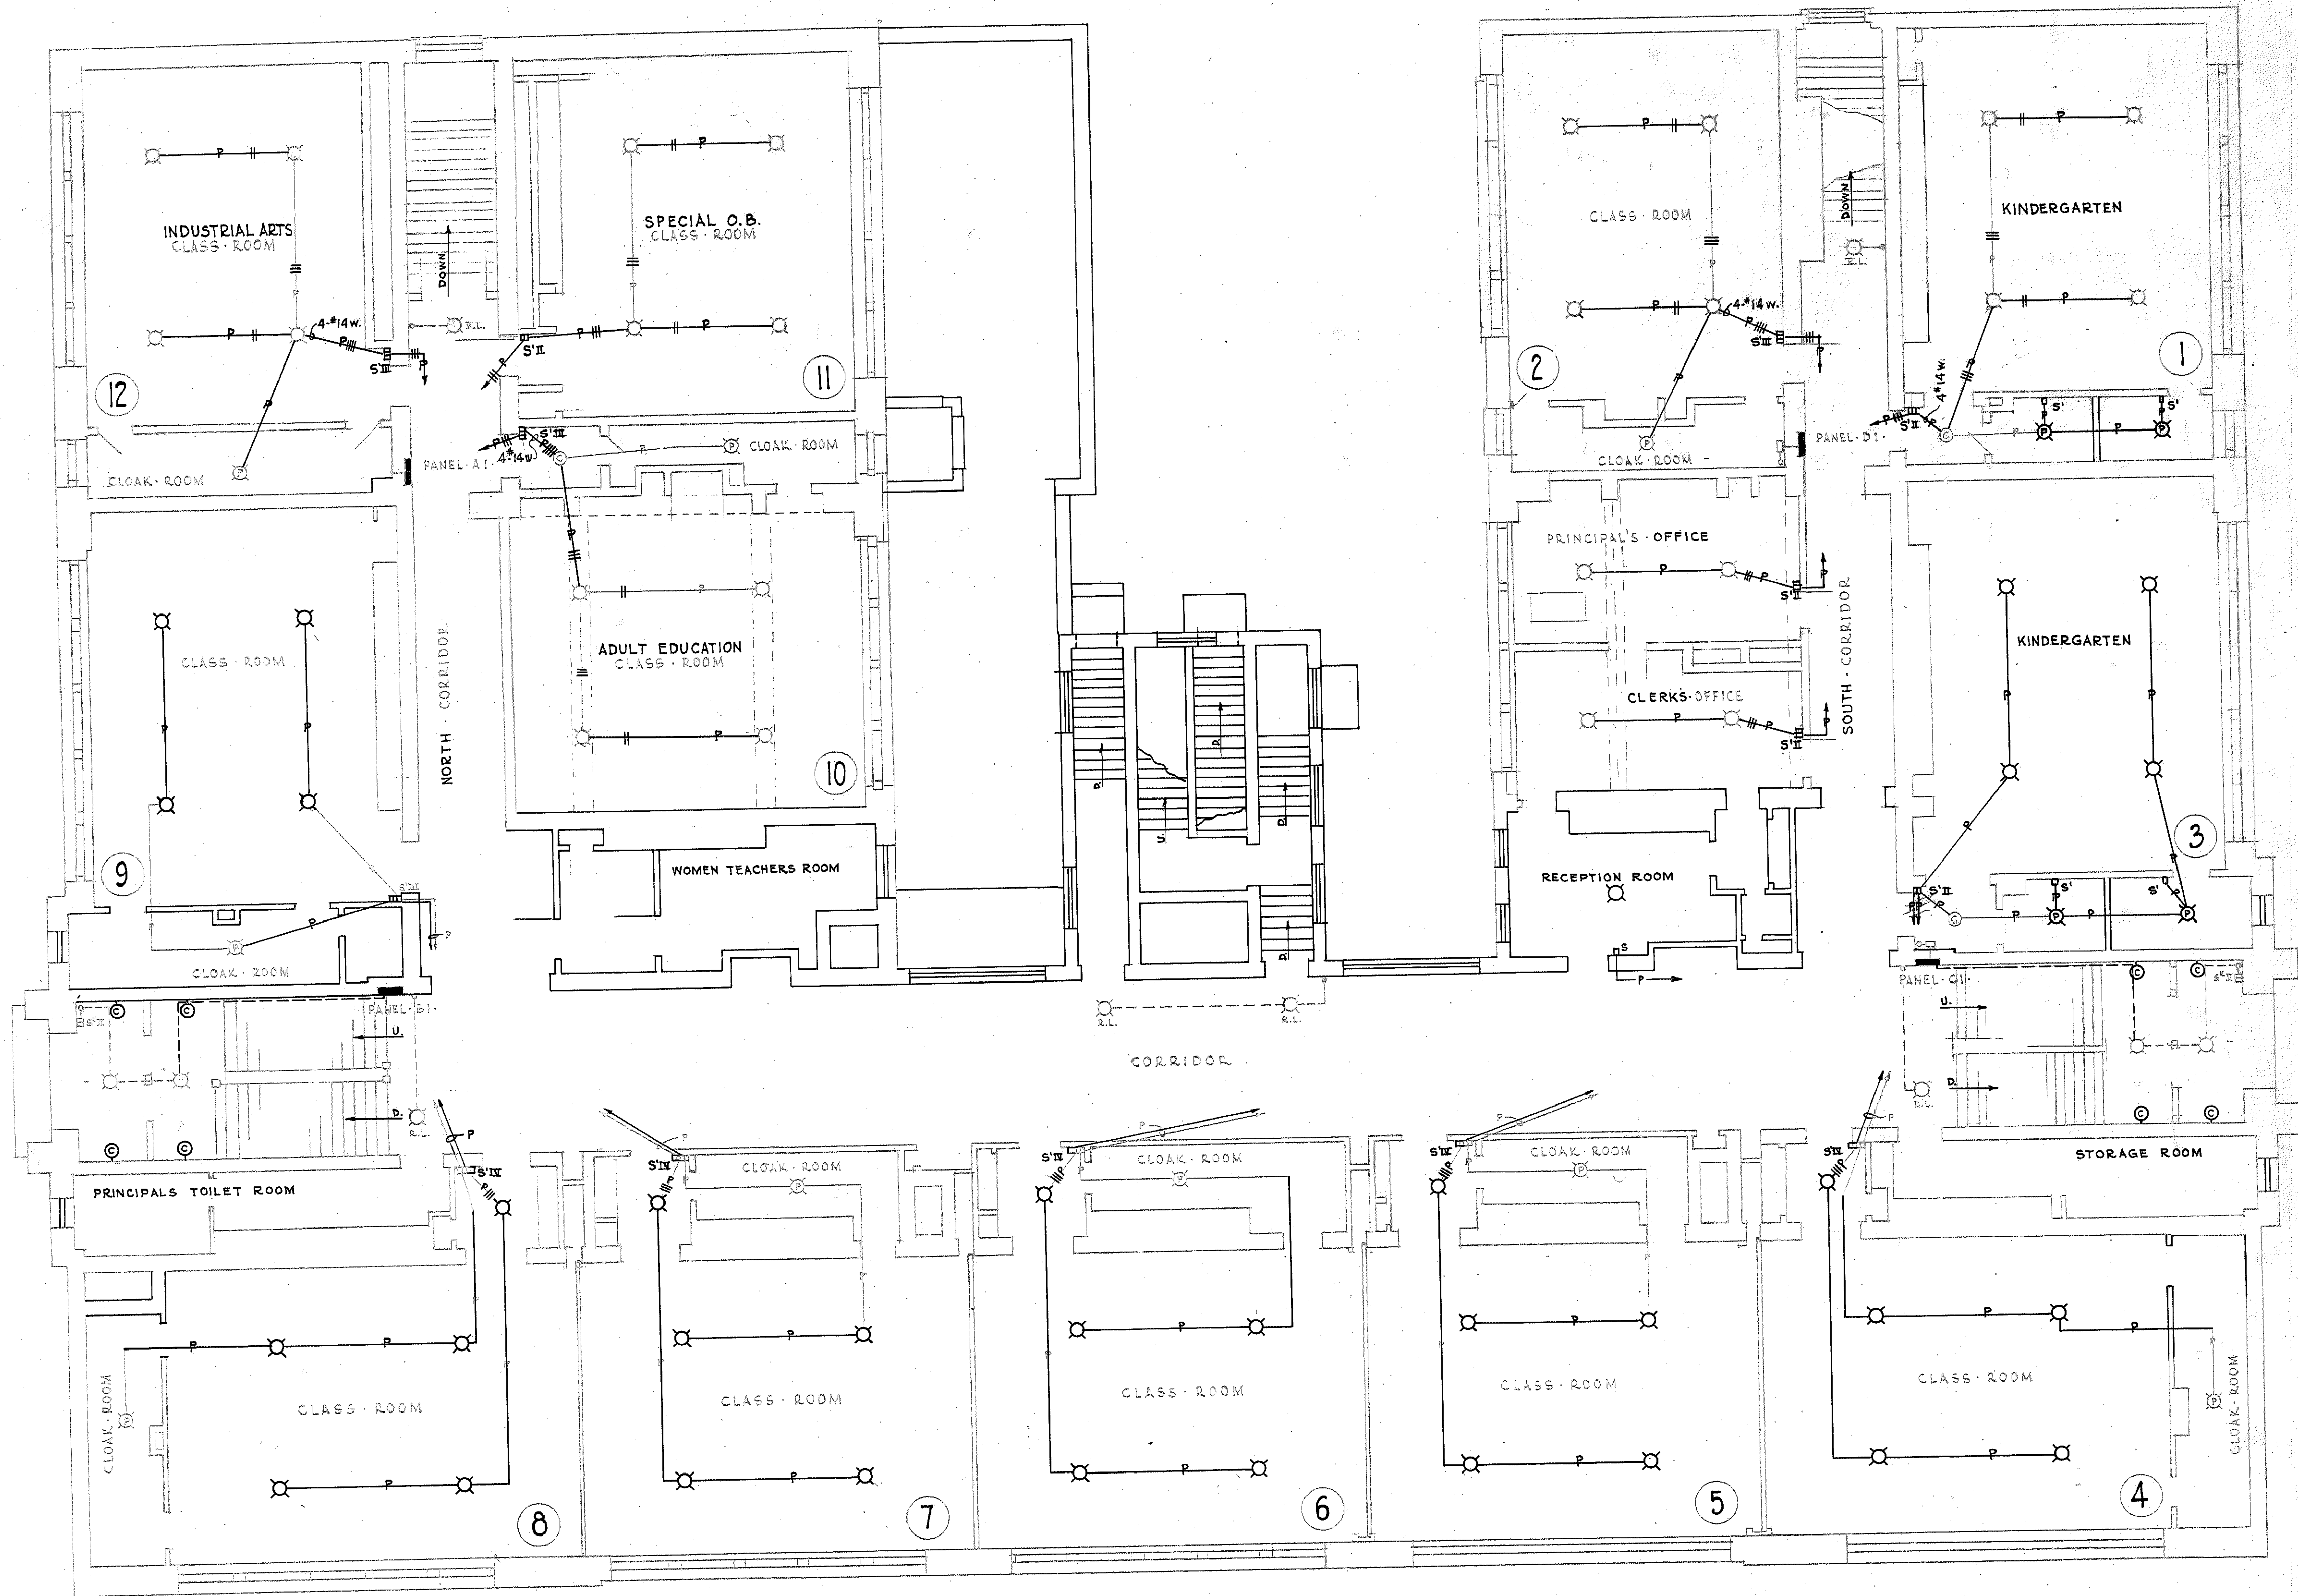 INDUSTRIAL ARTS
CLASS · ROOM
P
P
P
P
4-#14W.
P
S'III
P
12
CLOAK · ROOM
DOWN
R.L.
SPECIAL O.B.
CLASS · ROOM
P
P
P
P
P
S'II
11
PANEL · A1 ·
P
S'III
P
4-#14W
C
P
P
CLOAK · ROOM
P
P
P
ADULT EDUCATION
CLASS · ROOM
10
NORTH · CORRIDOR
CLASS · ROOM
P
P
9
S'III
P
P
P
CLOAK · ROOM
WOMEN TEACHERS ROOM
CLASS · ROOM
P
P
P
P
4-#14W.
P
S'III
P
2
P
P
CLOAK · ROOM -
DOWN
R.L.
KINDERGARTEN
P
P
P
P
4#14W.
1
PANEL · D1 ·
P
S'II
P
C
P
S'
P
P
P
S'
P
P
PRINCIPAL'S · OFFICE
P
P
P
S'II
CLERKS · OFFICE
P
P
P
S'II
SOUTH · CORRIDOR
KINDERGARTEN
P
P
3
P
P
S'II
P
P
P
C
P
S'
P
P
S'
P
P
RECEPTION ROOM
S
P
D.
U.
D.
D.
D.
PANEL · B1 ·
S^K II
C
C
U.
D.
C
C
R.L.
R.L.
R.L.
CORRIDOR
PANEL · C1 ·
U.
D.
C
C
S^K II
C
C
R.L.
PRINCIPALS TOILET ROOM
STORAGE ROOM
P
S'IV
P
P
P
CLOAK · ROOM
P
CLASS · ROOM
P
8
P
S'IV
P
CLOAK · ROOM
P
P
CLASS · ROOM
P
7
P
S'IV
P
CLOAK · ROOM
P
P
CLASS · ROOM
P
6
P
S'IV
P
CLOAK · ROOM
P
P
CLASS · ROOM
P
5
P
S'IV
P
P
P
CLASS · ROOM
P
P
CLOAK · ROOM
4